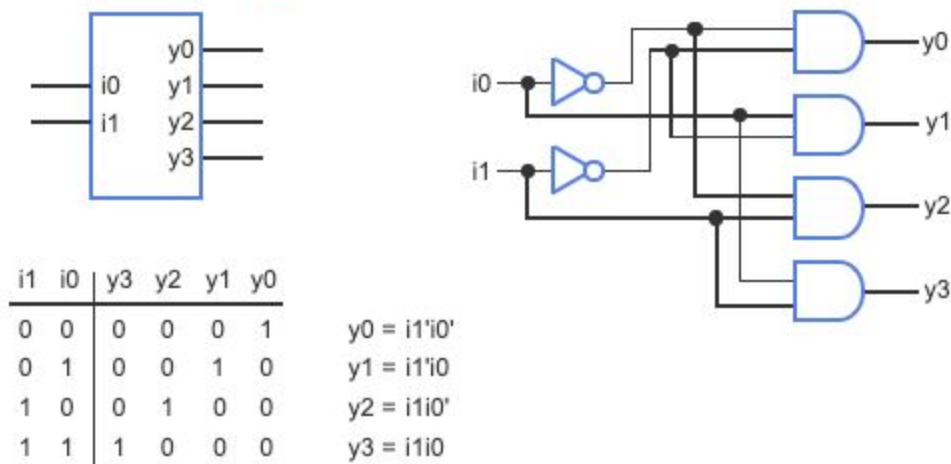 y0
i0 y1
i1 y2
y3
i0
i1
y0
y1
y2
y3
i1 i0 y3 y2 y1 y0
0 0 0 0 0 1
0 1 0 0 1 0
1 0 0 1 0 0
1 1 1 0 0 0
y0 = i1'i0'
y1 = i1'i0
y2 = i1i0'
y3 = i1i0